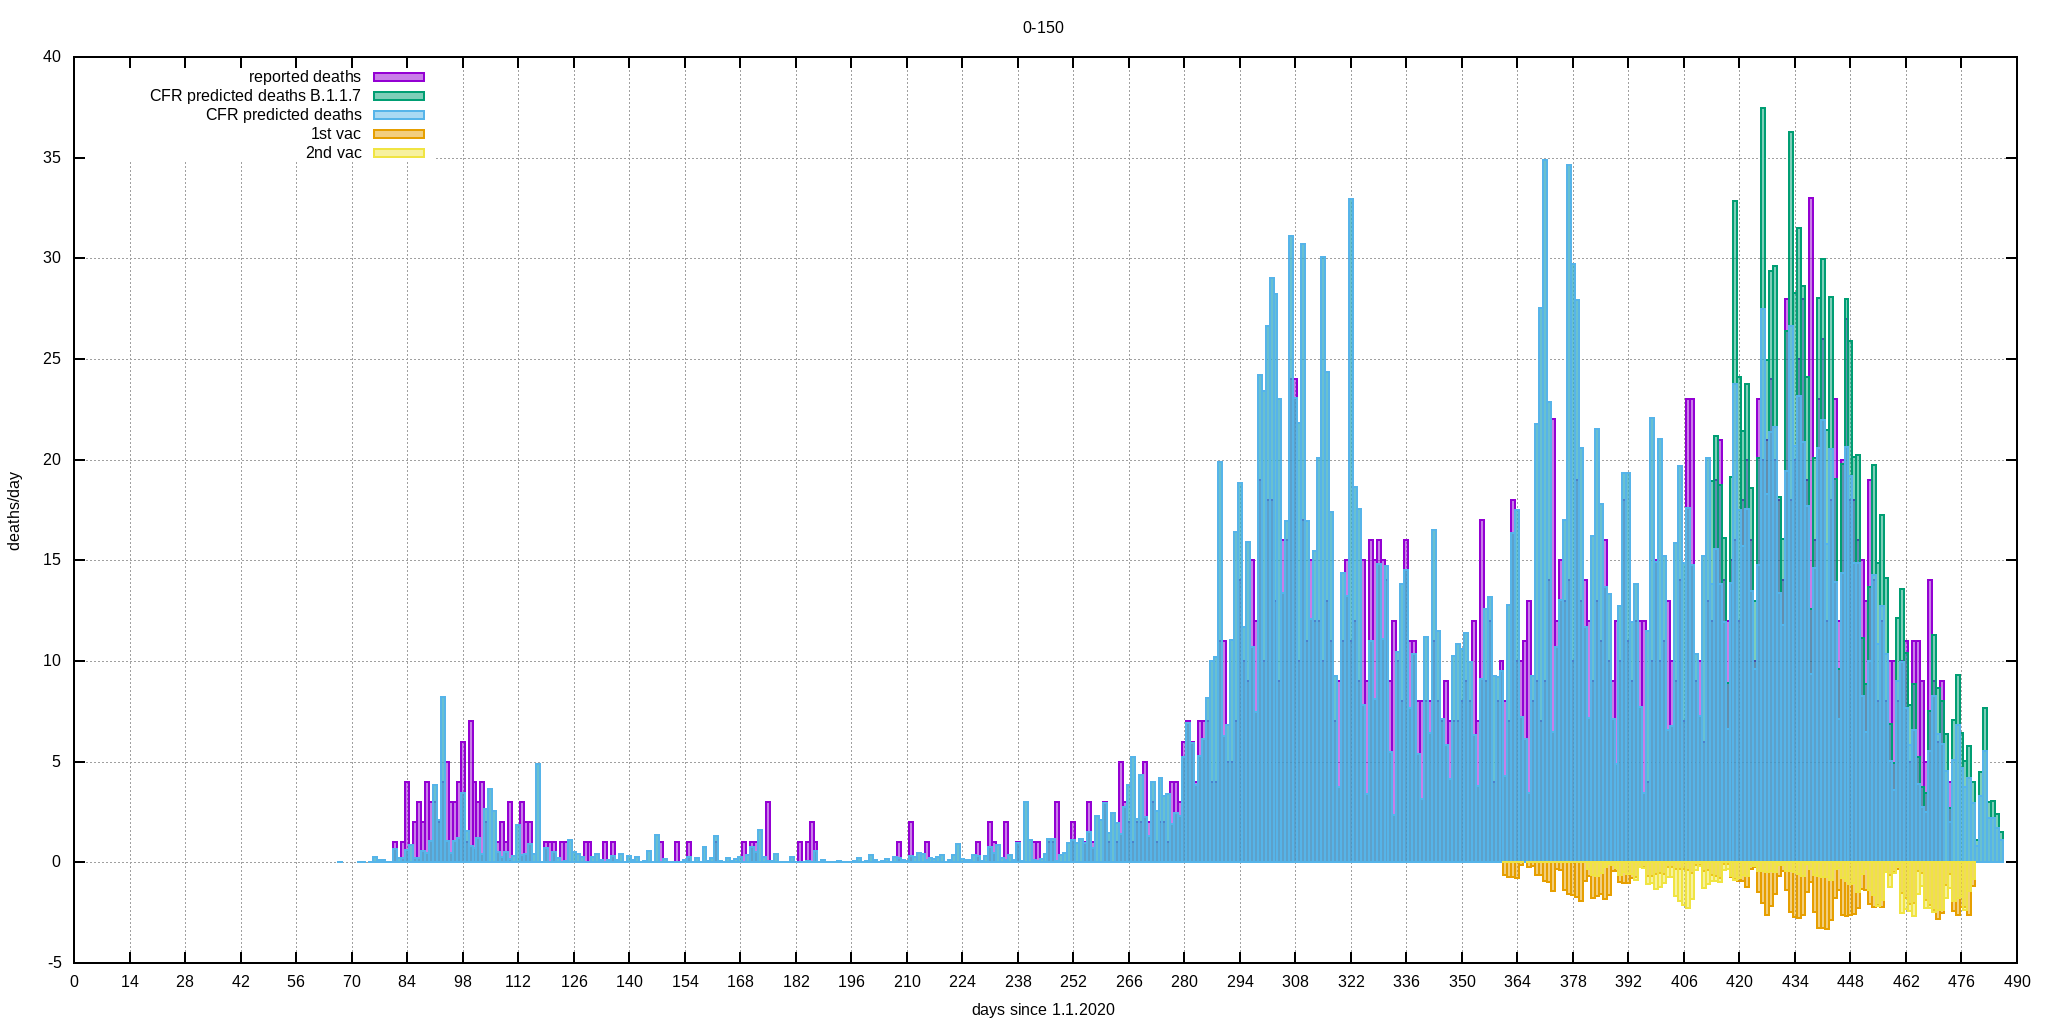 0-150
40
35
30
25
20
15
10
5
0
-5
deaths/day
reported deaths
CFR predicted deaths B.1.1.7
CFR predicted deaths
1st vac
2nd vac
0 14 28 42 56 70 84 98 112 126 140 154 168 182 196 210 224 238 252 266 280 294 308 322 336 350 364 378 392 406 420 434 448 462 476 490
days since 1.1.2020